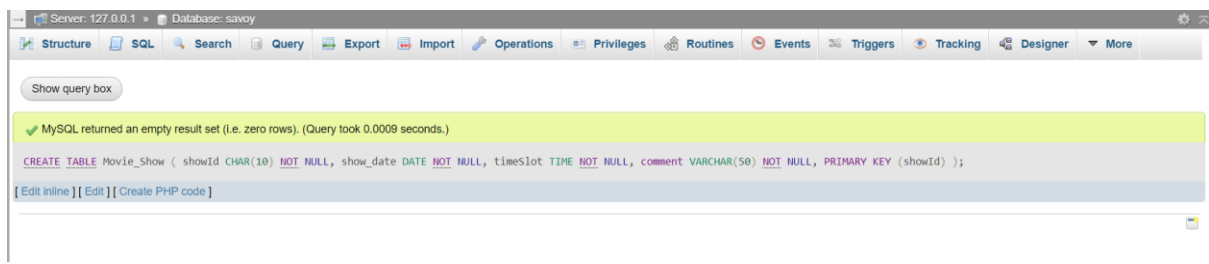 Server: 127.0.0.1 » Database: savoy
Structure SQL Search Query Export Import Operations Privileges Routines Events Triggers Tracking Designer More
Show query box
MySQL returned an empty result set (i.e. zero rows). (Query took 0.0009 seconds.)
CREATE TABLE Movie_Show ( showId CHAR(10) NOT NULL, show_date DATE NOT NULL, timeSlot TIME NOT NULL, comment VARCHAR(50) NOT NULL, PRIMARY KEY (showId) );
[ Edit inline ] [ Edit ] [ Create PHP code ]